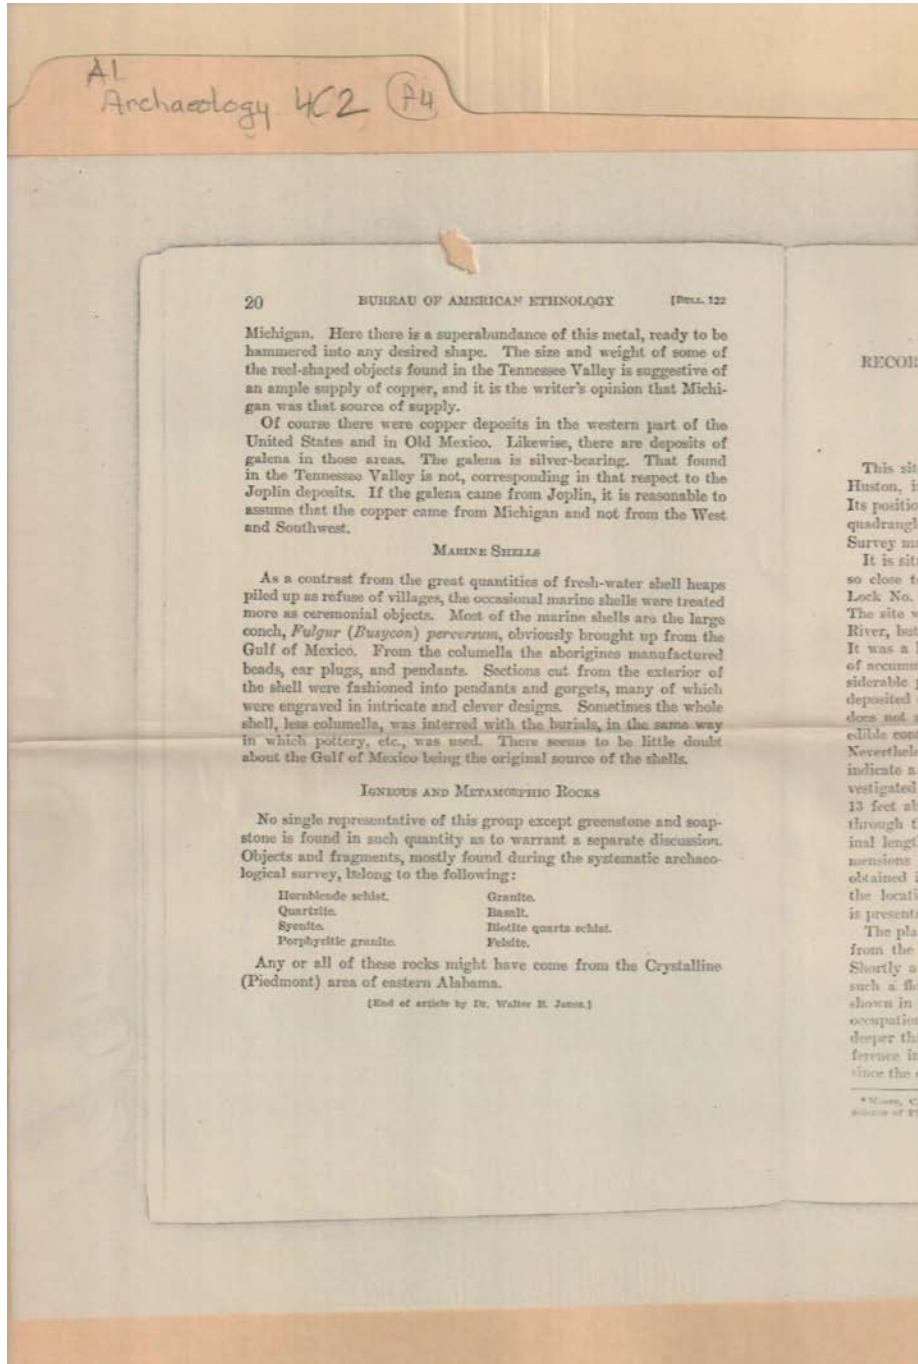 AL
Archaeology 4C2 P4
20 BUREAU OF AMERICAN ETHNOLOGY [BULL. 122
Michigan. Here there is a superabundance of this metal, ready to be
hammered into any desired shape. The size and weight of some of
the reel-shaped objects found in the Tennessee Valley is suggestive of
an ample supply of copper, and it is the writer's opinion that Michi-
gan was that source of supply.
Of course there were copper deposits in the western part of the
United States and in Old Mexico. Likewise, there are deposits of
galena in those areas. The galena is silver-bearing. That found
in the Tennessee Valley is not, corresponding in that respect to the
Joplin deposits. If the galena came from Joplin, it is reasonable to
assume that the copper came from Michigan and not from the West
and Southwest.
MARINE SHELLS
As a contrast from the great quantities of fresh-water shell heaps
piled up as refuse of villages, the occasional marine shells were treated
more as ceremonial objects. Most of the marine shells are the large
conch, Fulgur (Busycon) perversum, obviously brought up from the
Gulf of Mexico. From the columella the aborigines manufactured
beads, ear plugs, and pendants. Sections cut from the exterior of
the shell were fashioned into pendants and gorgets, many of which
were engraved in intricate and clever designs. Sometimes the whole
shell, less columella, was interred with the burials, in the same way
in which pottery, etc., was used. There seems to be little doubt
about the Gulf of Mexico being the original source of the shells.
IGNEOUS AND METAMORPHIC ROCKS
No single representative of this group except greenstone and soap-
stone is found in such quantity as to warrant a separate discussion.
Objects and fragments, mostly found during the systematic archaeo-
logical survey, belong to the following:
Hornblende schist. Granite.
Quartzite. Basalt.
Syenite. Biotite quartz schist.
Porphyritic granite. Felsite.
Any or all of these rocks might have come from the Crystalline
(Piedmont) area of eastern Alabama.
[End of article by Dr. Walter B. Jones.]
RECOR
This sit
Huston, i
Its positio
quadrangl
Survey ma
It is sit
so close t
Lock No.
The site w
River, but
It was a
of accumu
siderable
deposited
does not
edible con
Neverthele
indicate a
vestigated
13 feet ab
through t
inal lengt
mensions
obtained i
the locati
is present
The pla
from the
Shortly a
such a flo
shown in
occupation
deeper tha
ference in
since the